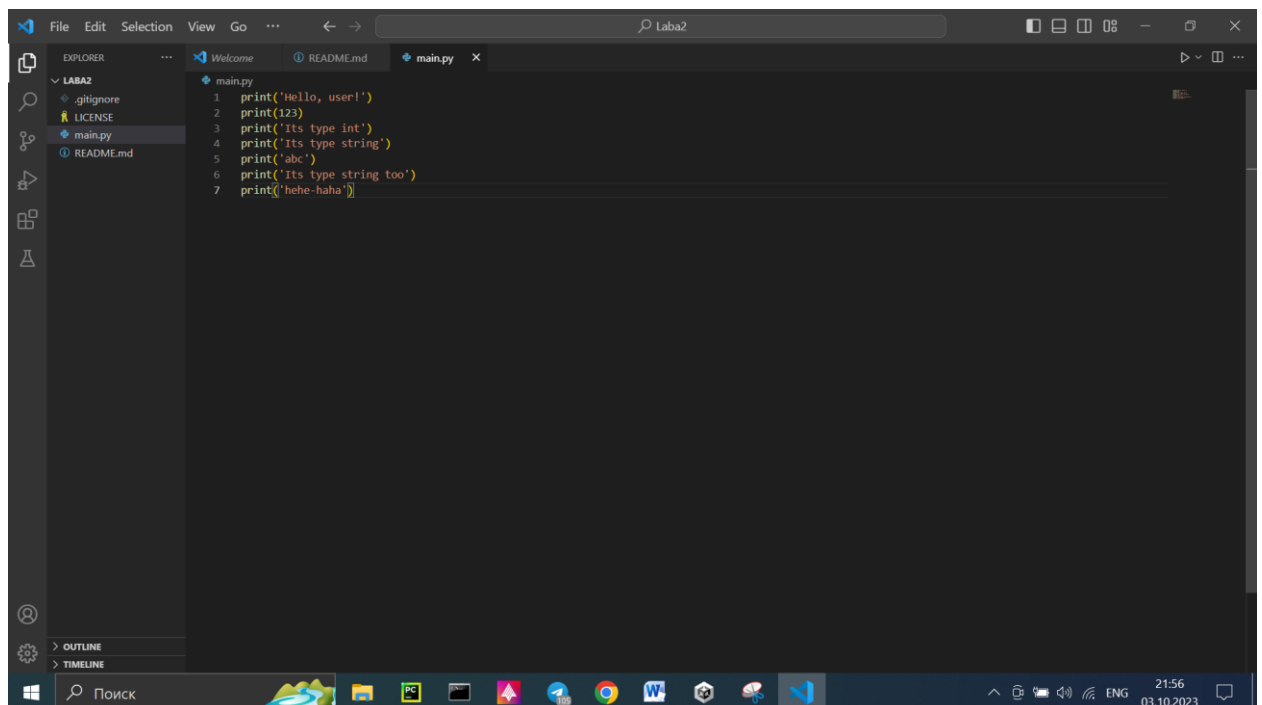 File Edit Selection View Go ··· Laba2
EXPLORER ··· Welcome README.md main.py
LABA2
.gitignore
LICENSE
main.py
README.md
main.py
1 print('Hello, user!')
2 print(123)
3 print('Its type int')
4 print('Its type string')
5 print('abc')
6 print('Its type string too')
7 print('hehe-haha')
OUTLINE
TIMELINE
Поиск
PC
W
ENG
21:56
03.10.2023